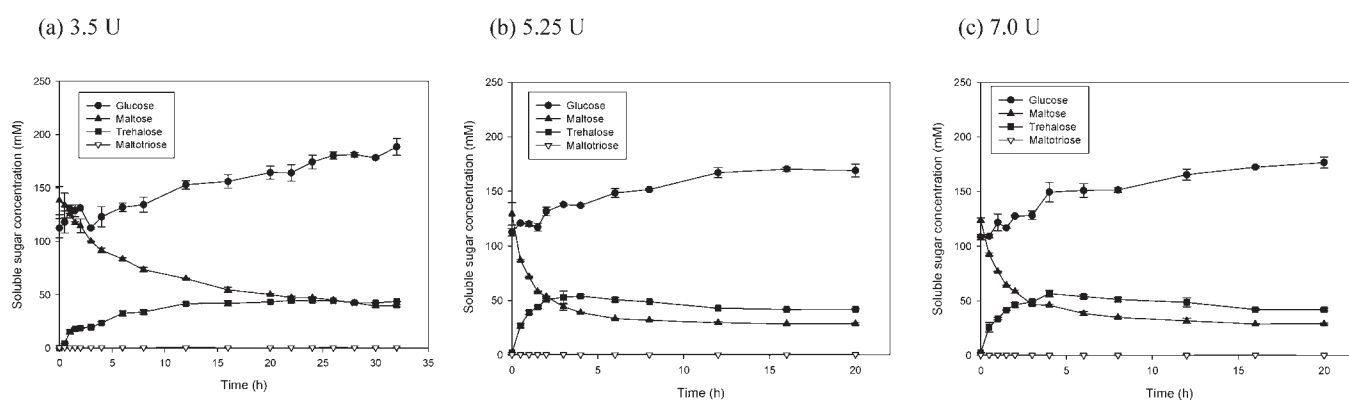 (a) 3.5 U
Soluble sugar concentration (mM)
250
200
150
100
50
0
Glucose
Maltose
Trehalose
Maltotriose
0 5 10 15 20 25 30 35
Time (h)
(b) 5.25 U
Soluble sugar concentration (mM)
250
200
150
100
50
0
Glucose
Maltose
Trehalose
Maltotriose
0 5 10 15 20
Time (h)
(c) 7.0 U
Soluble sugar concentration (mM)
250
200
150
100
50
0
Glucose
Maltose
Trehalose
Maltotriose
0 5 10 15 20
Time (h)